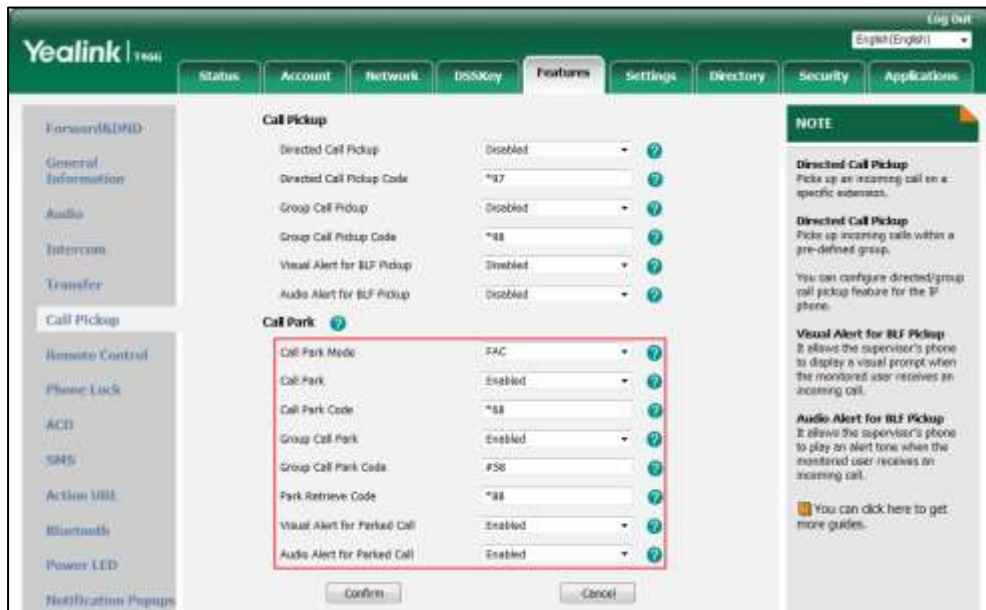 Log Out
Yealink T46G
English(English)
Status Account Network DSSKey Features Settings Directory Security Applications
Forward&DND
General Information
Audio
Intercom
Transfer
Call Pickup
Remote Control
Phone Lock
ACD
SMS
Action URL
Bluetooth
Power LED
Notification Popups
Call Pickup
Directed Call Pickup Disabled
Directed Call Pickup Code *97
Group Call Pickup Disabled
Group Call Pickup Code
Visual Alert for BLF Pickup Disabled
Audio Alert for BLF Pickup Disabled
Call Park
Call Park Mode FAC
Call Park Enabled
Call Park Code *68
Group Call Park Enabled
Group Call Park Code #58
Park Retrieve Code *88
Visual Alert for Parked Call Enabled
Audio Alert for Parked Call Enabled
Confirm Cancel
NOTE
Directed Call Pickup
Picks up an incoming call on a
specific extension.
Directed Call Pickup
Picks up incoming calls within a
pre-defined group.
You can configure directed/group
call pickup feature for the IP
phone.
Visual Alert for BLF Pickup
It allows the supervisor's phone
to display a visual prompt when
the monitored user receives an
incoming call.
Audio Alert for BLF Pickup
It allows the supervisor's phone
to play an alert tone when the
monitored user receives an
incoming call.
You can click here to get
more guides.